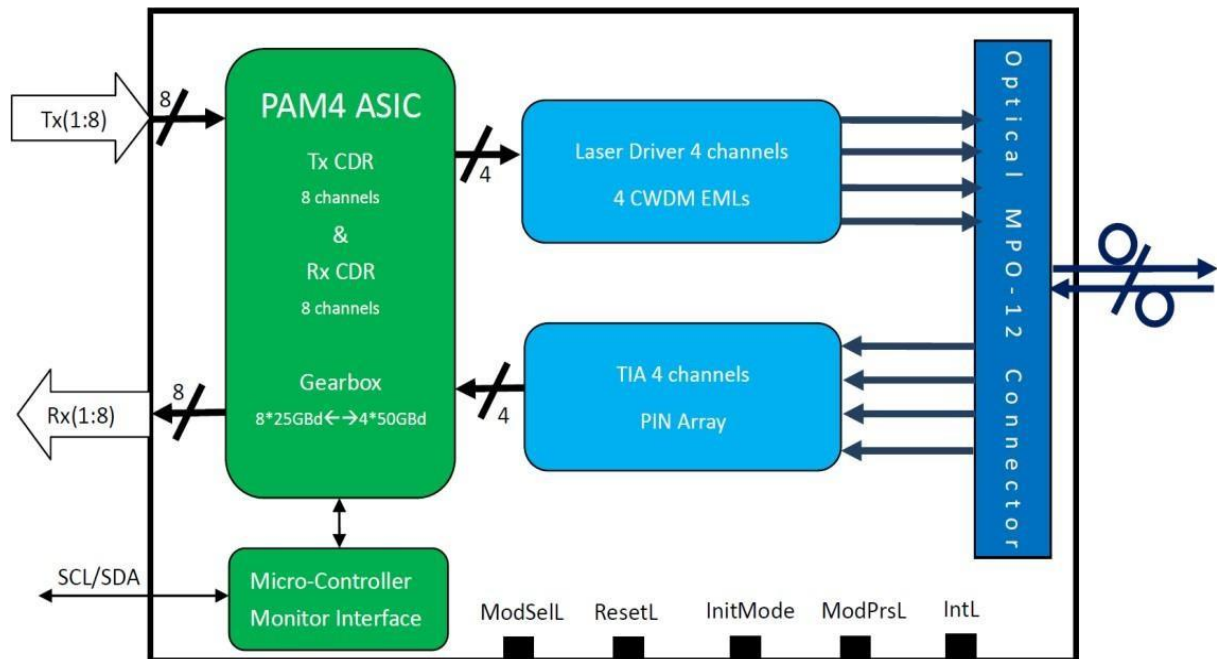 Tx(1:8)
8
PAM4 ASIC
Tx CDR
8 channels
&
Rx CDR
8 channels
Gearbox
8*25GBd←→4*50GBd
4
Laser Driver 4 channels
4 CWDM EMLs
Optical MPO-12 Connector
Rx(1:8)
8
4
TIA 4 channels
PIN Array
SCL/SDA
Micro-Controller
Monitor Interface
ModSelL
ResetL
InitMode
ModPrsL
IntL